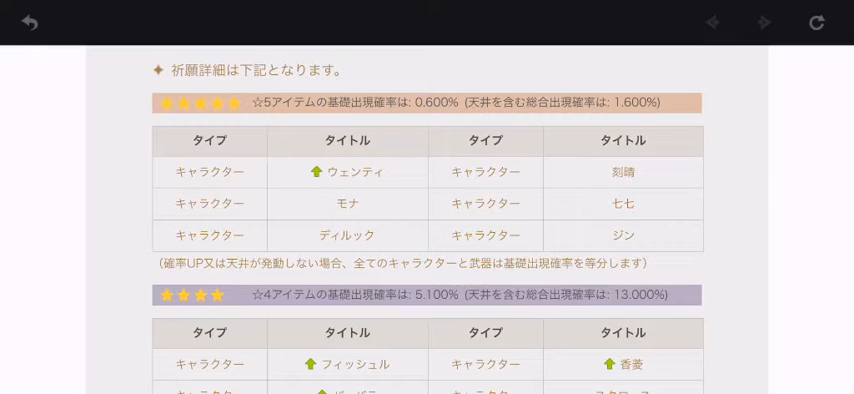 祈願詳細は下記となります。
☆5アイテムの基礎出現確率は: 0.600% (天井を含む総合出現確率は: 1.600%)
タイプ タイトル タイプ タイトル
キャラクター ウェンティ キャラクター 刻晴
キャラクター モナ キャラクター 七七
キャラクター ディルック キャラクター ジン
（確率UP又は天井が発動しない場合、全てのキャラクターと武器は基礎出現確率を等分します）
☆4アイテムの基礎出現確率は: 5.100% (天井を含む総合出現確率は: 13.000%)
タイプ タイトル タイプ タイトル
キャラクター フィッシュル キャラクター 香菱